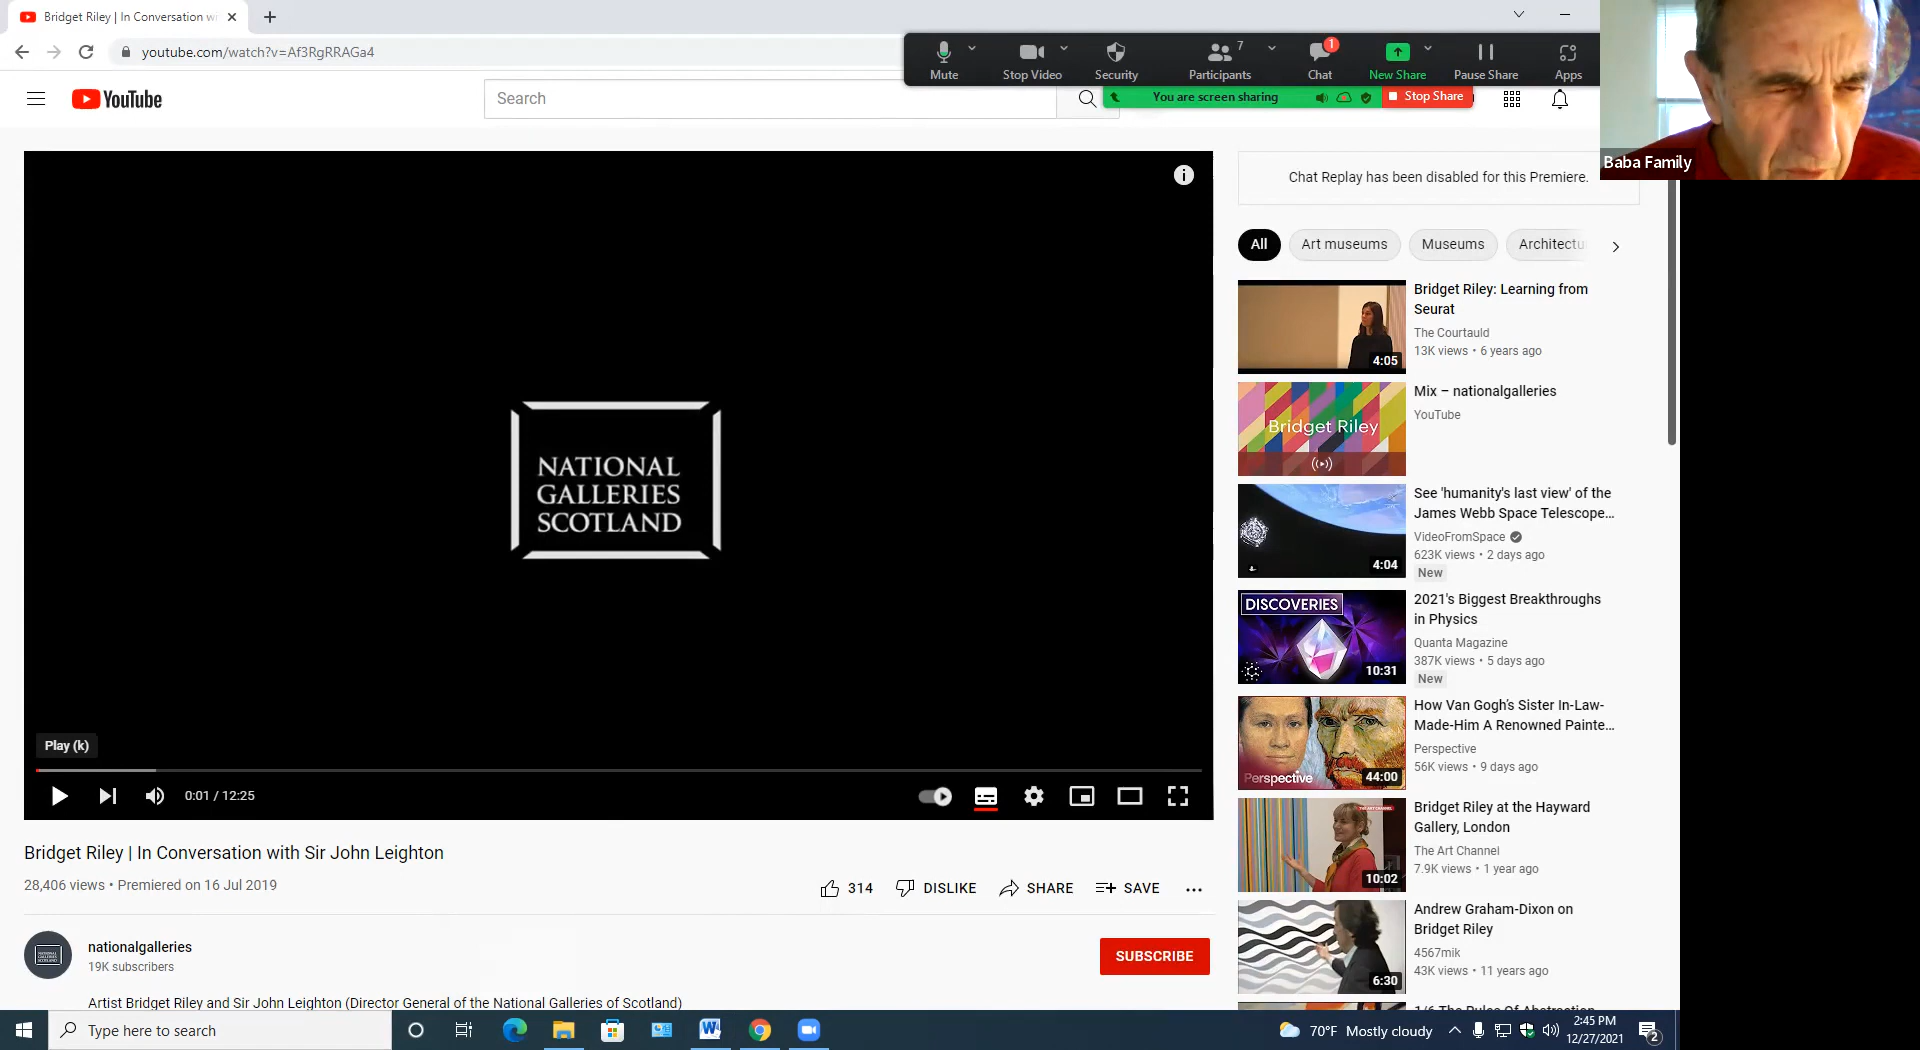 Bridget Riley | In Conversation w
youtube.com/watch?v=Af3RgRRAGa4
Mute
Stop Video
Security
7
Participants
1
Chat
New Share
Pause Share
Apps
You are screen sharing
Stop Share
YouTube
Search
Baba Family
NATIONAL
GALLERIES
SCOTLAND
Play (k)
0:01 / 12:25
Bridget Riley | In Conversation with Sir John Leighton
28,406 views • Premiered on 16 Jul 2019
314
DISLIKE
SHARE
SAVE
nationalgalleries
19K subscribers
SUBSCRIBE
Artist Bridget Riley and Sir John Leighton (Director General of the National Galleries of Scotland)
Chat Replay has been disabled for this Premiere.
All
Art museums
Museums
Architectu
4:05
Bridget Riley: Learning from
Seurat
The Courtauld
13K views • 6 years ago
Bridget Riley
Mix – nationalgalleries
YouTube
4:04
See 'humanity's last view' of the
James Webb Space Telescope...
VideoFromSpace
623K views • 2 days ago
New
DISCOVERIES
10:31
2021's Biggest Breakthroughs
in Physics
Quanta Magazine
387K views • 5 days ago
New
Perspective
44:00
How Van Gogh's Sister In-Law-
Made-Him A Renowned Painte...
Perspective
56K views • 9 days ago
10:02
Bridget Riley at the Hayward
Gallery, London
The Art Channel
7.9K views • 1 year ago
6:30
Andrew Graham-Dixon on
Bridget Riley
4567mik
43K views • 11 years ago
1/6 The Rules Of Abstraction
Type here to search
70°F Mostly cloudy
2:45 PM
12/27/2021
2